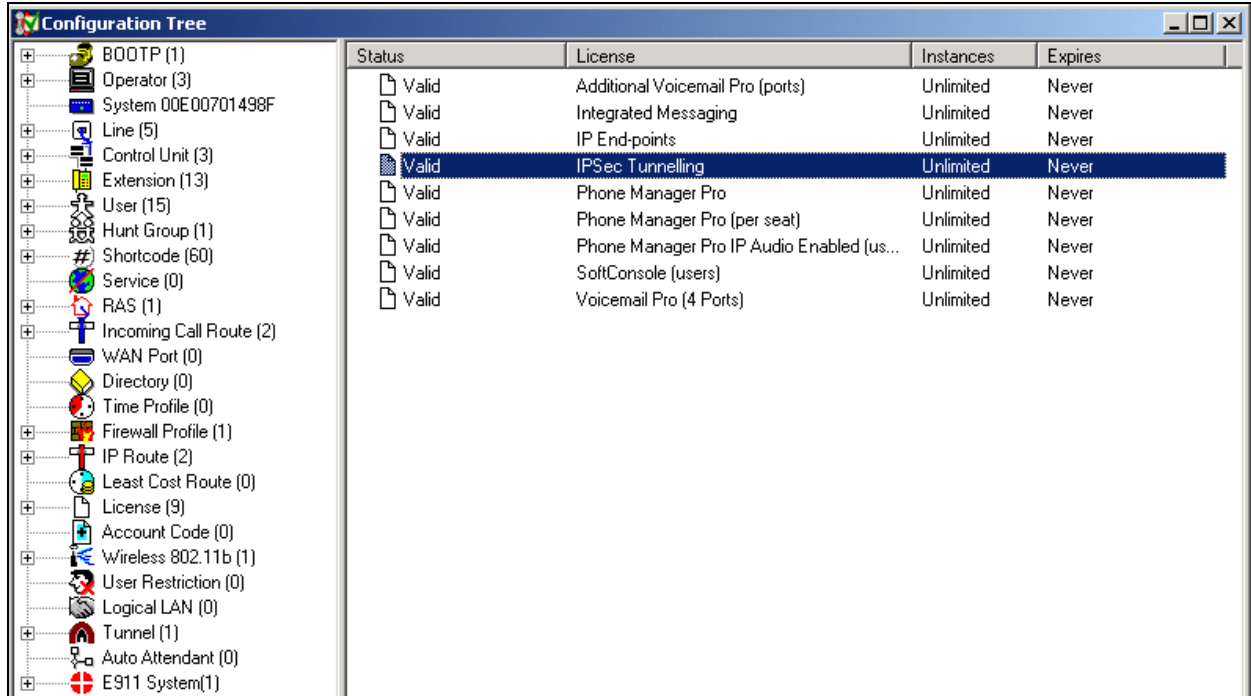 Configuration Tree
BOOTP (1)
Operator (3)
System 00E00701498F
Line (5)
Control Unit (3)
Extension (13)
User (15)
Hunt Group (1)
Shortcode (60)
Service (0)
RAS (1)
Incoming Call Route (2)
WAN Port (0)
Directory (0)
Time Profile (0)
Firewall Profile (1)
IP Route (2)
Least Cost Route (0)
License (9)
Account Code (0)
Wireless 802.11b (1)
User Restriction (0)
Logical LAN (0)
Tunnel (1)
Auto Attendant (0)
E911 System(1)
Status License Instances Expires
Valid Additional Voicemail Pro (ports) Unlimited Never
Valid Integrated Messaging Unlimited Never
Valid IP End-points Unlimited Never
Valid IPSec Tunnelling Unlimited Never
Valid Phone Manager Pro Unlimited Never
Valid Phone Manager Pro (per seat) Unlimited Never
Valid Phone Manager Pro IP Audio Enabled (us... Unlimited Never
Valid SoftConsole (users) Unlimited Never
Valid Voicemail Pro (4 Ports) Unlimited Never